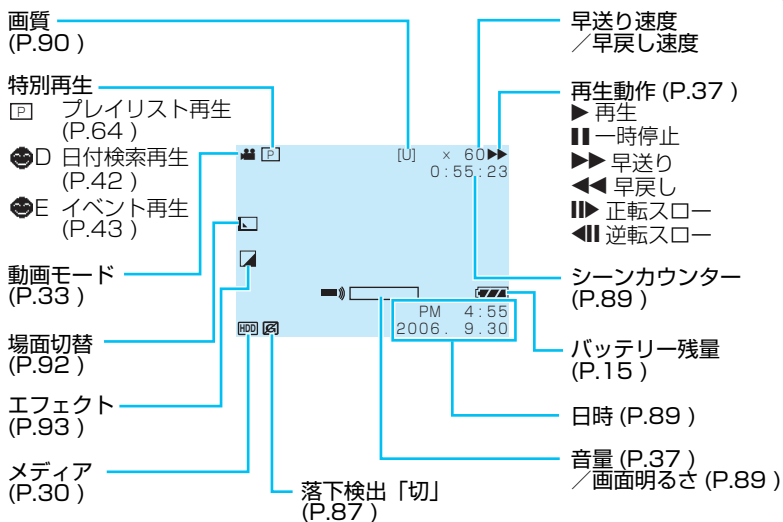 画質
(P.90 )
特別再生
P プレイリスト再生
(P.64 )
D 日付検索再生
(P.42 )
E イベント再生
(P.43 )
動画モード
(P.33 )
場面切替
(P.92 )
エフェクト
(P.93 )
メディア
(P.30 )
P
[U] × 60▶▶
0:55:23
PM 4:55
HDD
2006. 9.30
落下検出「切」
(P.87 )
早送り速度
／早戻し速度
再生動作 (P.37 )
▶ 再生
❚❚ 一時停止
▶▶ 早送り
◀◀ 早戻し
❚❚▶ 正転スロー
◀❚❚ 逆転スロー
シーンカウンター
(P.89 )
バッテリー残量
(P.15 )
日時 (P.89 )
音量 (P.37 )
／画面明るさ (P.89 )